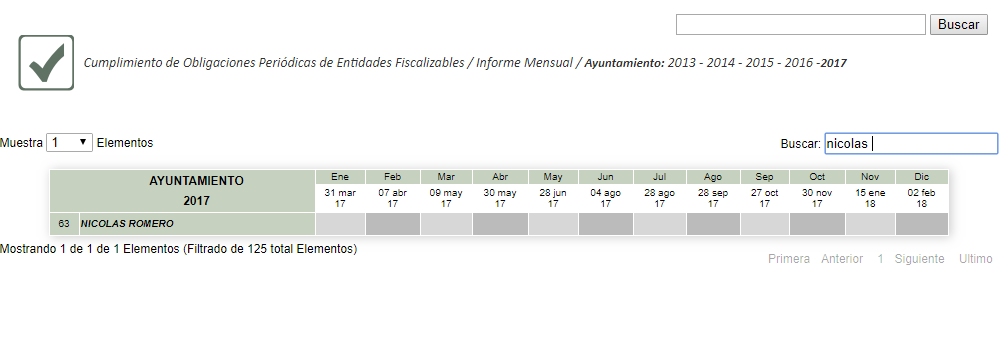 Buscar
Cumplimiento de Obligaciones Periódicas de Entidades Fiscalizables / Informe Mensual / Ayuntamiento: 2013 - 2014 - 2015 - 2016 -2017
Muestra 1 Elementos
Buscar: nicolas
AYUNTAMIENTO 2017 Ene Feb Mar Abr May Jun Jul Ago Sep Oct Nov Dic
31 mar 17 07 abr 17 09 may 17 30 may 17 28 jun 17 04 ago 17 28 ago 17 28 sep 17 27 oct 17 30 nov 17 15 ene 18 02 feb 18
63 NICOLAS ROMERO
Mostrando 1 de 1 de 1 Elementos (Filtrado de 125 total Elementos)
Primera Anterior 1 Siguiente Ultimo